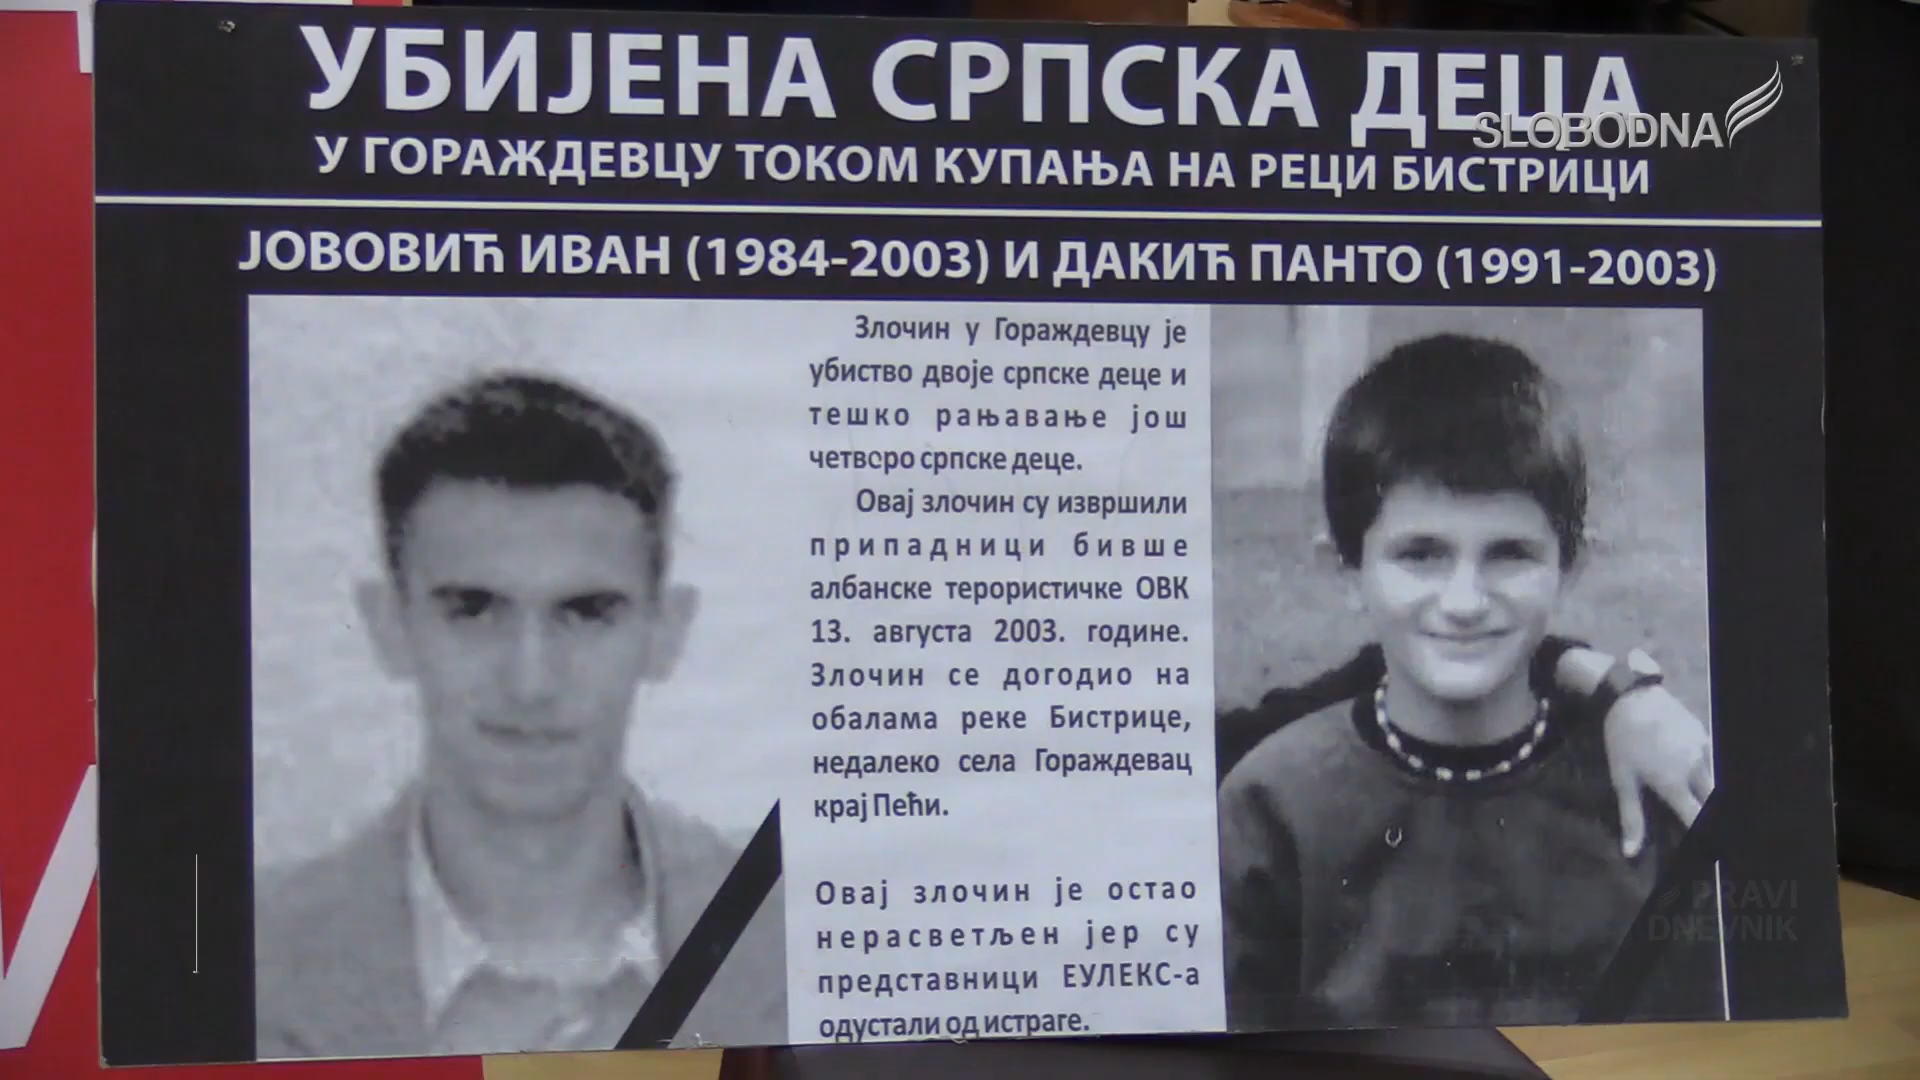 УБИЈЕНА СРПСКА ДЕЦА
SLOBODNA
У ГОРАЖДЕВЦУ ТОКОМ КУПАЊА НА РЕЦИ БИСТРИЦИ
ЈОВОВИЋ ИВАН (1984-2003) И ДАКИЋ ПАНТО (1991-2003)
Злочин у Гораждевцу је
убиство двоје српске деце и
тешко рањавање још
четворо српске деце.
Овај злочин су извршили
припадници бивше
албанске терористичке ОВК
13. августа 2003. године.
Злочин се догодио на
обалама реке Бистрице,
недалеко села Гораждевац
крај Пећи.
Овај злочин је остао
нерасветљен јер су
представници ЕУЛЕКС-а
одустали од истраге.
PRAVI
DNEVNIK